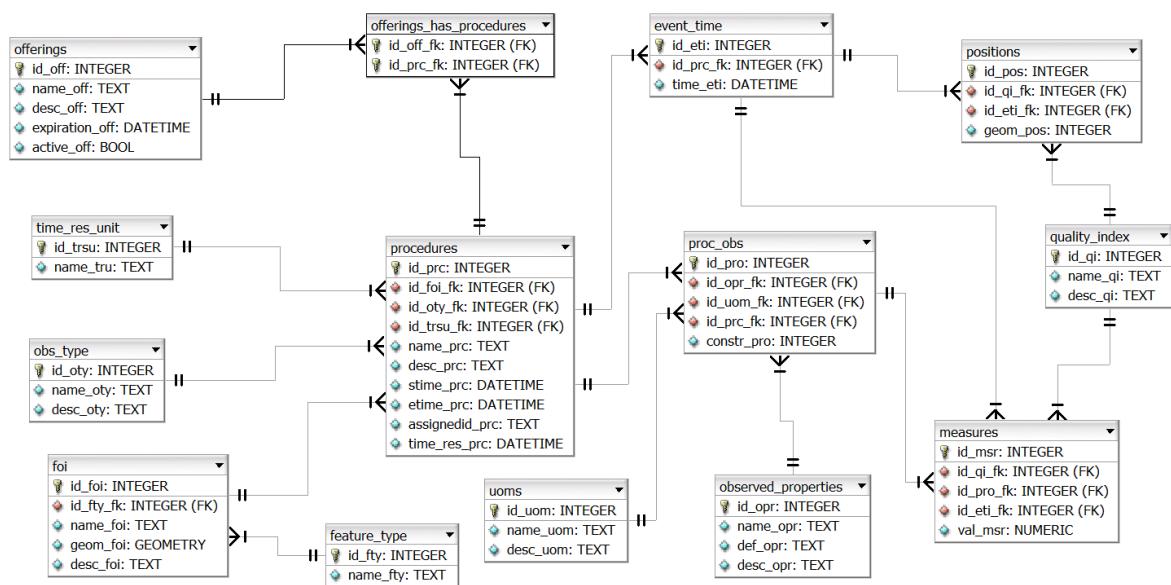 offerings
id_off: INTEGER
name_off: TEXT
desc_off: TEXT
expiration_off: DATETIME
active_off: BOOL
offerings_has_procedures
id_off_fk: INTEGER (FK)
id_prc_fk: INTEGER (FK)
event_time
id_eti: INTEGER
id_prc_fk: INTEGER (FK)
time_eti: DATETIME
positions
id_pos: INTEGER
id_qi_fk: INTEGER (FK)
id_eti_fk: INTEGER (FK)
geom_pos: INTEGER
time_res_unit
id_trsu: INTEGER
name_tru: TEXT
procedures
id_prc: INTEGER
id_foi_fk: INTEGER (FK)
id_oty_fk: INTEGER (FK)
id_trsu_fk: INTEGER (FK)
name_prc: TEXT
desc_prc: TEXT
stime_prc: DATETIME
etime_prc: DATETIME
assignedid_prc: TEXT
time_res_prc: DATETIME
proc_obs
id_pro: INTEGER
id_opr_fk: INTEGER (FK)
id_uom_fk: INTEGER (FK)
id_prc_fk: INTEGER (FK)
constr_pro: INTEGER
quality_index
id_qi: INTEGER
name_qi: TEXT
desc_qi: TEXT
obs_type
id_oty: INTEGER
name_oty: TEXT
desc_oty: TEXT
foi
id_foi: INTEGER
id_fty_fk: INTEGER (FK)
name_foi: TEXT
geom_foi: GEOMETRY
desc_foi: TEXT
feature_type
id_fty: INTEGER
name_fty: TEXT
uoms
id_uom: INTEGER
name_uom: TEXT
desc_uom: TEXT
observed_properties
id_opr: INTEGER
name_opr: TEXT
def_opr: TEXT
desc_opr: TEXT
measures
id_msr: INTEGER
id_qi_fk: INTEGER (FK)
id_pro_fk: INTEGER (FK)
id_eti_fk: INTEGER (FK)
val_msr: NUMERIC